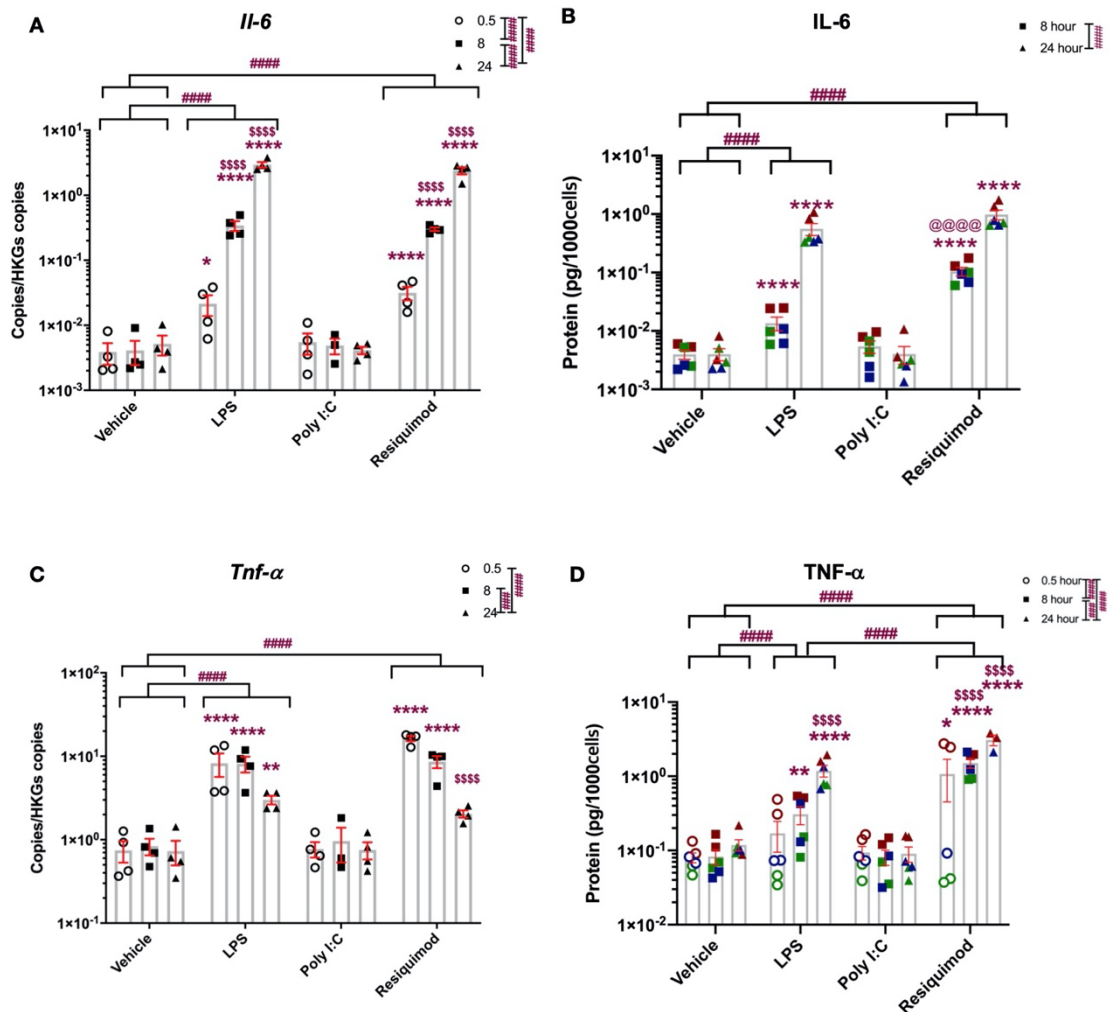 A
Il-6
0.5
8
24
####
####
####
####
####
$$$$
****
$$$$
****
*
$$$$
****
$$$$
****
****
Copies/HKGs copies
1×10¹
1×10⁰
1×10⁻¹
1×10⁻²
1×10⁻³
Vehicle
LPS
Poly I:C
Resiquimod
B
IL-6
8 hour
24 hour
####
####
####
****
****
****
@@@@
****
Protein (pg/1000cells)
1×10¹
1×10⁰
1×10⁻¹
1×10⁻²
1×10⁻³
Vehicle
LPS
Poly I:C
Resiquimod
C
Tnf-α
0.5
8
24
####
####
####
****
****
**
****
****
$$$$
Copies/HKGs copies
1×10²
1×10¹
1×10⁰
1×10⁻¹
Vehicle
LPS
Poly I:C
Resiquimod
D
TNF-α
0.5 hour
8 hour
24 hour
####
####
####
####
####
**
$$$$
****
*
$$$$
****
$$$$
****
Protein (pg/1000cells)
1×10¹
1×10⁰
1×10⁻¹
1×10⁻²
Vehicle
LPS
Poly I:C
Resiquimod